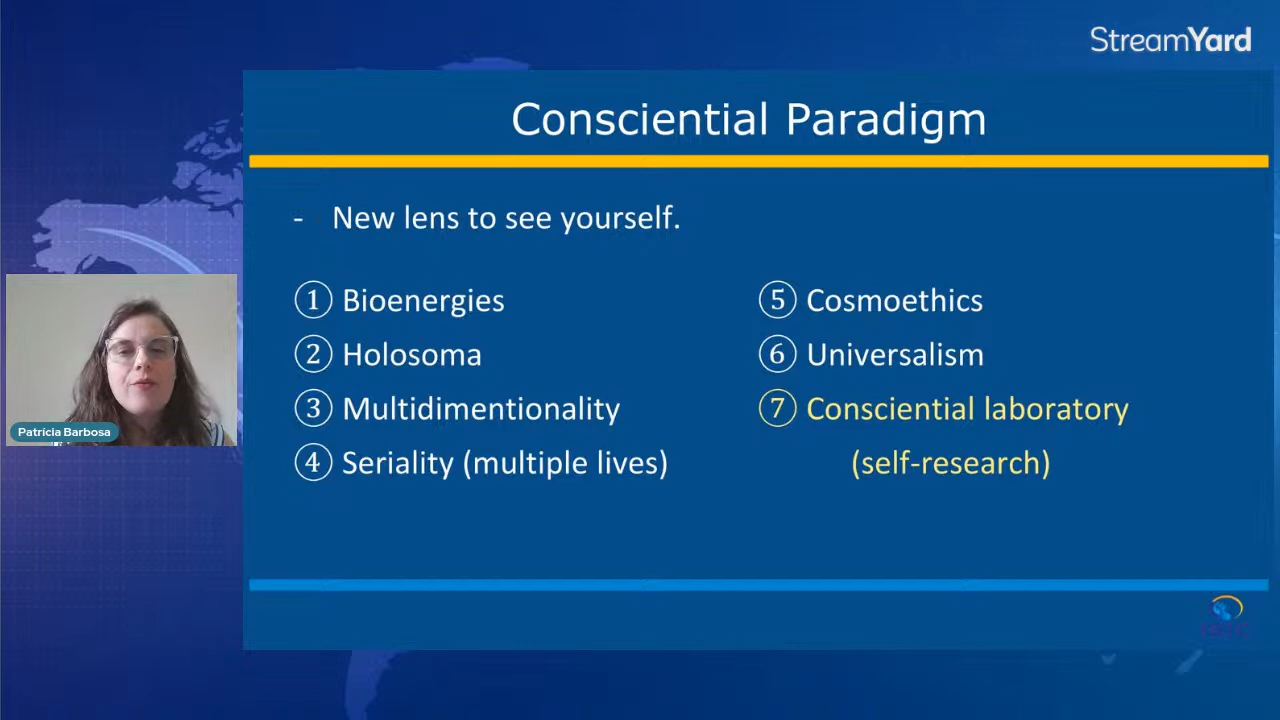 StreamYard
Consciential Paradigm
- New lens to see yourself.
① Bioenergies
② Holosoma
③ Multidimentionality
④ Seriality (multiple lives)
⑤ Cosmoethics
⑥ Universalism
⑦ Consciential laboratory
(self-research)
Patrícia Barbosa